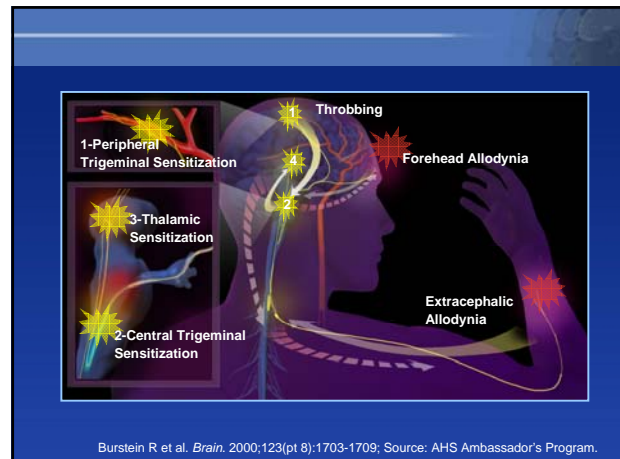 1
Throbbing
1-Peripheral
Trigeminal Sensitization
4
Forehead Allodynia
2
3-Thalamic
Sensitization
Extracephalic
Allodynia
2-Central Trigeminal
Sensitization
Burstein R et al. Brain. 2000;123(pt 8):1703-1709; Source: AHS Ambassador's Program.